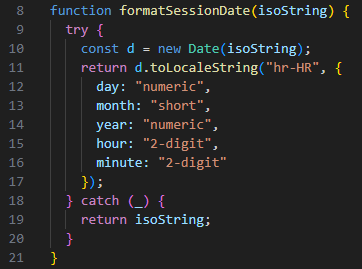 8 function formatSessionDate(isoString) {
9   try {
10     const d = new Date(isoString);
11     return d.toLocaleString("hr-HR", {
12       day: "numeric",
13       month: "short",
14       year: "numeric",
15       hour: "2-digit",
16       minute: "2-digit"
17     });
18   } catch (_) {
19     return isoString;
20   }
21 }